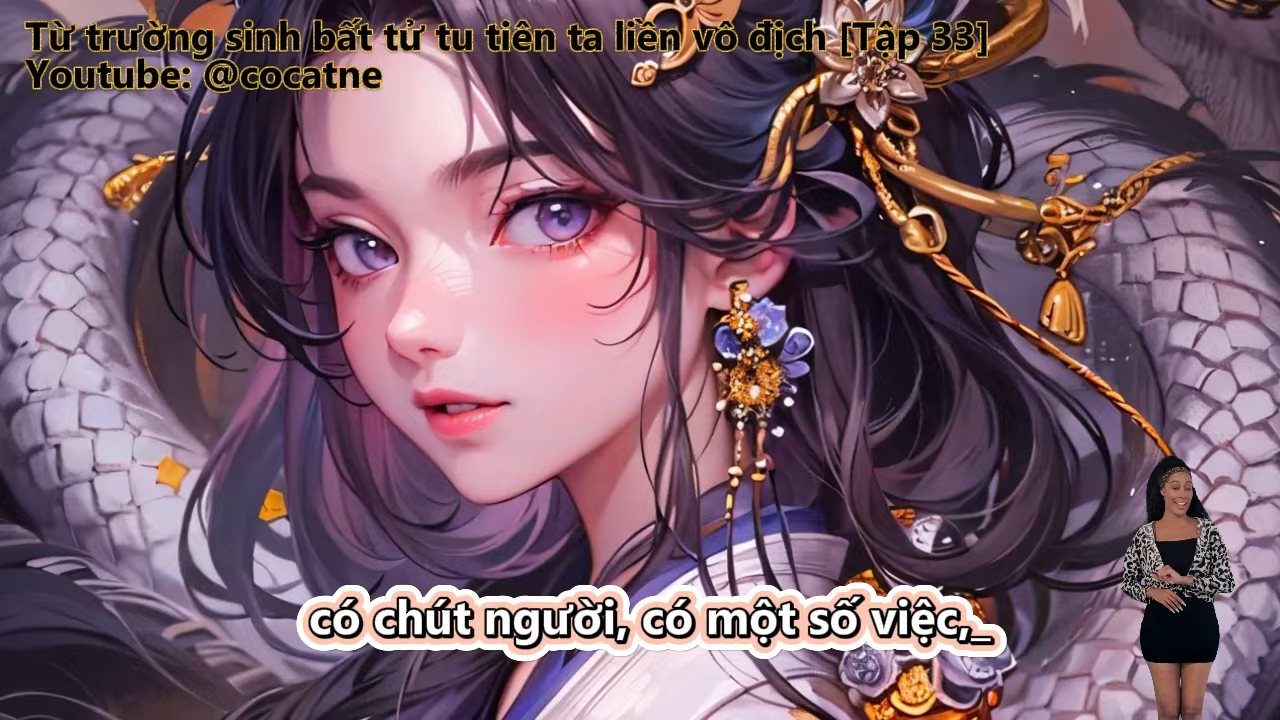 Từ trường sinh bất tử tu tiên ta liền vô địch [Tập 33]
Youtube: @cocatne
có chút người, có một số việc,_